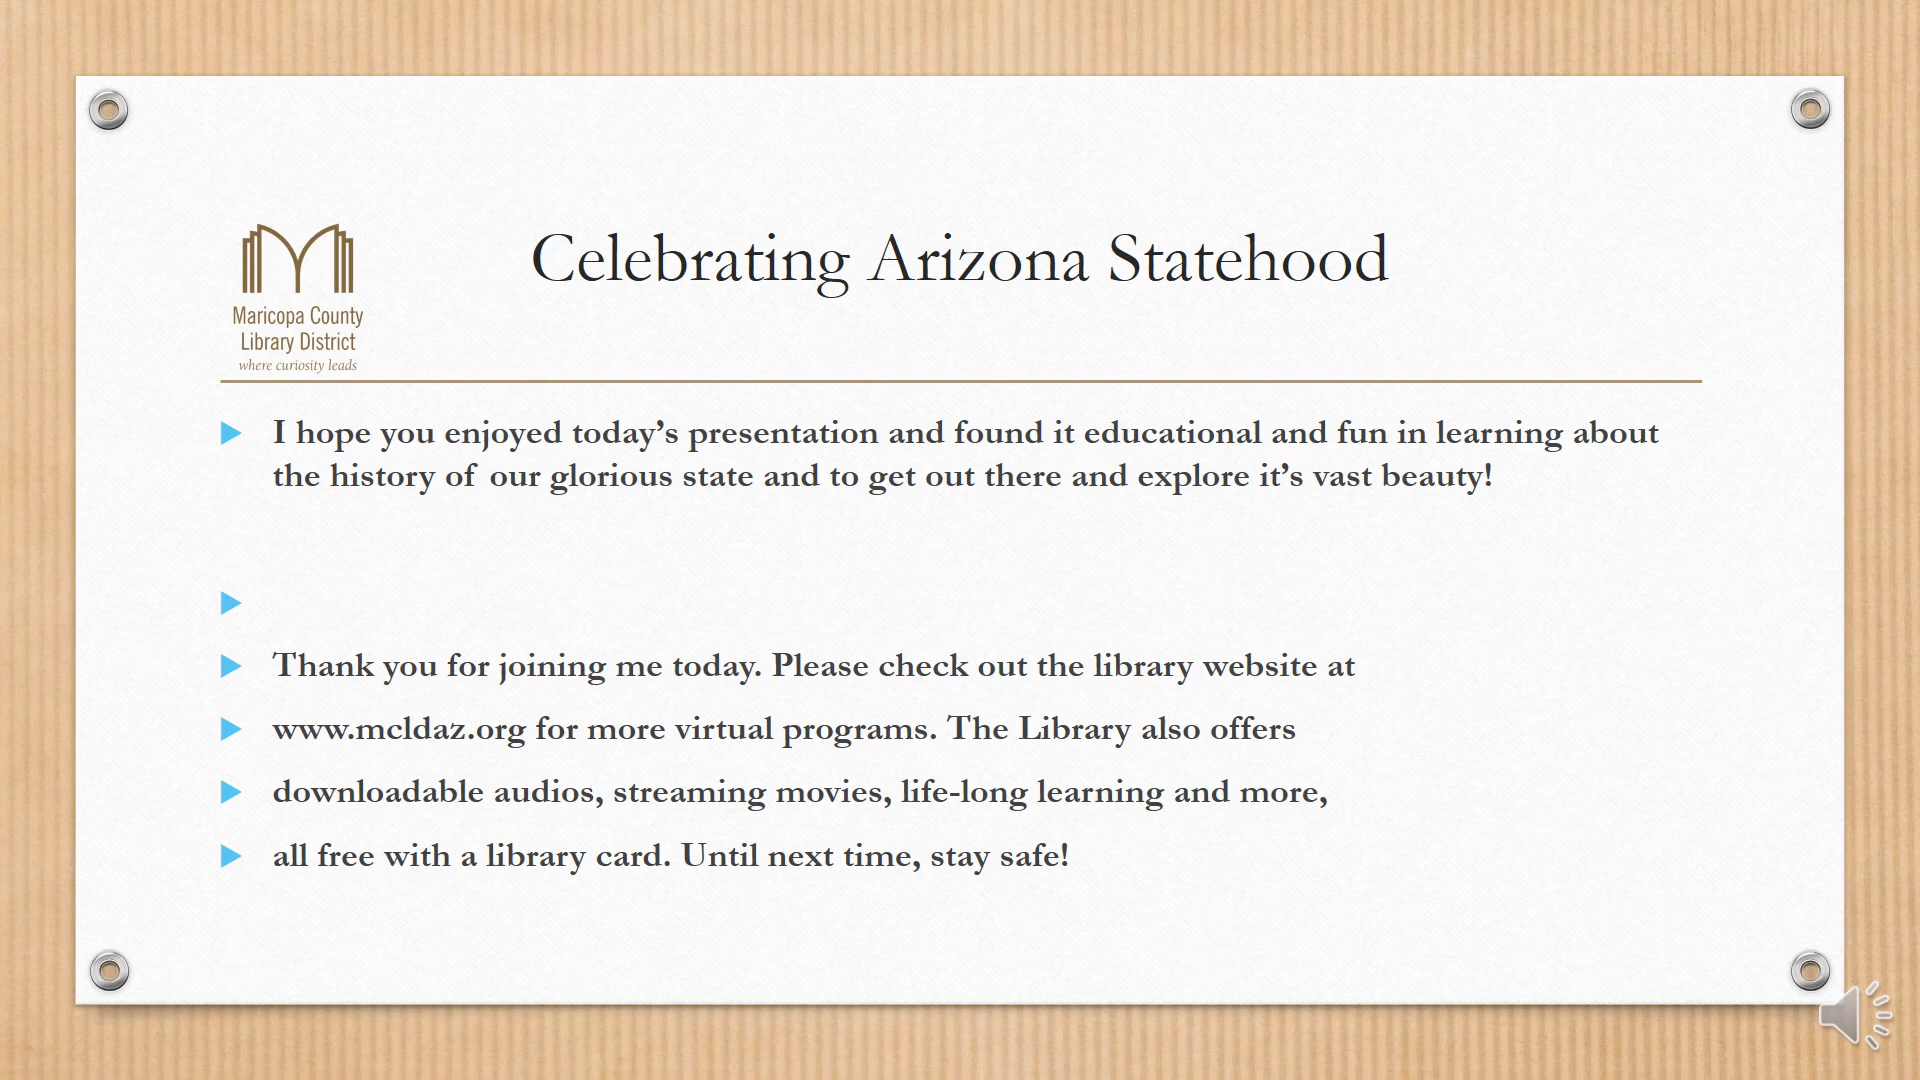 Celebrating Arizona Statehood
Maricopa County
Library District
where curiosity leads
I hope you enjoyed today’s presentation and found it educational and fun in learning about
the history of our glorious state and to get out there and explore it’s vast beauty!
Thank you for joining me today. Please check out the library website at
www.mcldaz.org for more virtual programs. The Library also offers
downloadable audios, streaming movies, life-long learning and more,
all free with a library card. Until next time, stay safe!